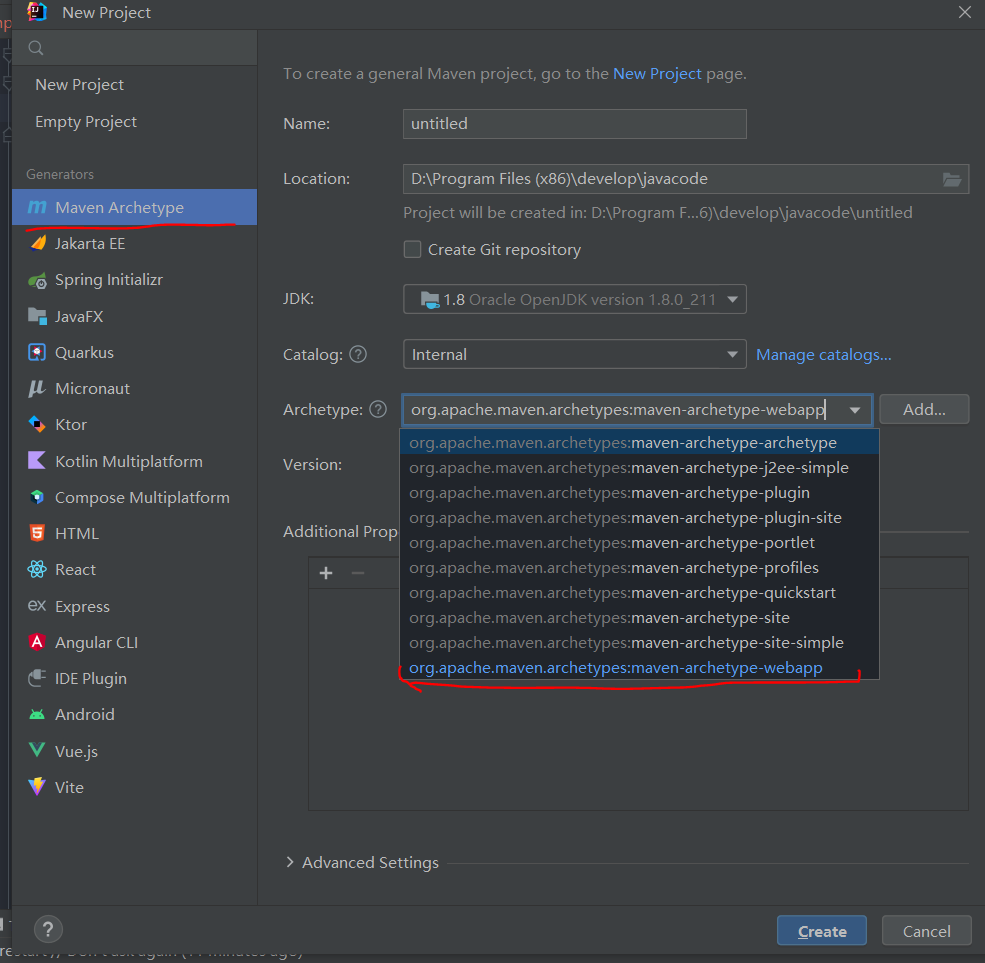 New Project
New Project
Empty Project
Generators
Maven Archetype
Jakarta EE
Spring Initializr
JavaFX
Quarkus
Micronaut
Ktor
Kotlin Multiplatform
Compose Multiplatform
HTML
React
ex Express
Angular CLI
IDE Plugin
Android
Vue.js
Vite
To create a general Maven project, go to the New Project page.
Name: untitled
Location: D:\Program Files (x86)\develop\javacode
Project will be created in: D:\Program F...6)\develop\javacode\untitled
Create Git repository
JDK: 1.8 Oracle OpenJDK version 1.8.0_211
Catalog: ? Internal Manage catalogs...
Archetype: ? org.apache.maven.archetypes:maven-archetype-webapp Add...
org.apache.maven.archetypes:maven-archetype-archetype
org.apache.maven.archetypes:maven-archetype-j2ee-simple
Version:
org.apache.maven.archetypes:maven-archetype-plugin
org.apache.maven.archetypes:maven-archetype-plugin-site
Additional Prop
org.apache.maven.archetypes:maven-archetype-portlet
org.apache.maven.archetypes:maven-archetype-profiles
org.apache.maven.archetypes:maven-archetype-quickstart
org.apache.maven.archetypes:maven-archetype-site
org.apache.maven.archetypes:maven-archetype-site-simple
org.apache.maven.archetypes:maven-archetype-webapp
Advanced Settings
? Create Cancel